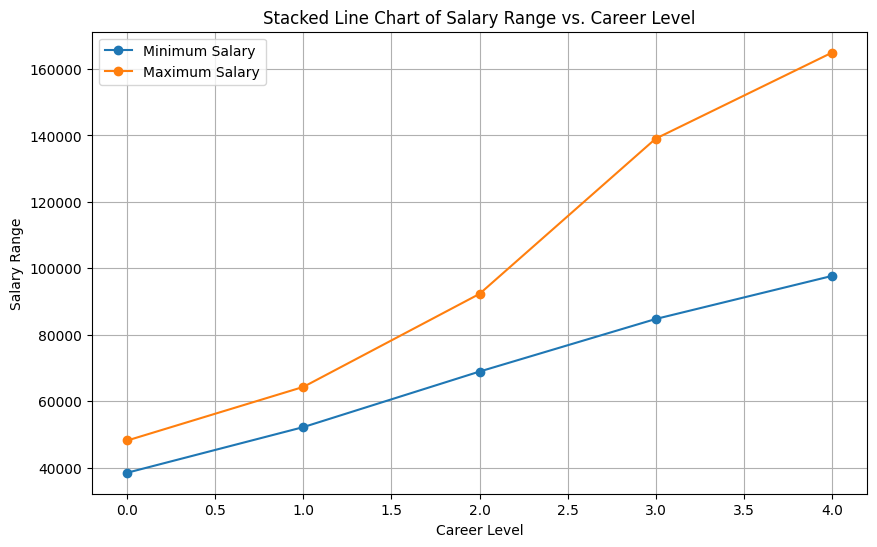 Stacked Line Chart of Salary Range vs. Career Level
Minimum Salary
Maximum Salary
Salary Range
160000
140000
120000
100000
80000
60000
40000
0.0 0.5 1.0 1.5 2.0 2.5 3.0 3.5 4.0
Career Level